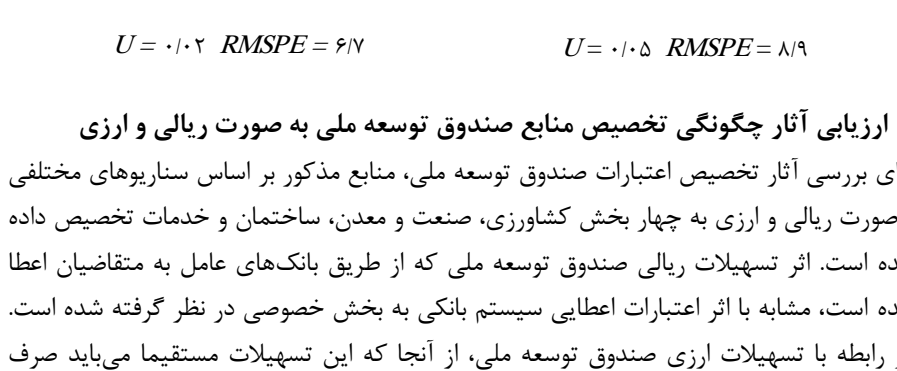 U = ۰/۰۲ RMSPE = ۶/۷ U = ۰/۰۵ RMSPE = ۸/۹
ارزیابی آثار چگونگی تخصیص منابع صندوق توسعه ملی به صورت ریالی و ارزی
بررسی آثار تخصیص اعتبارات صندوق توسعه ملی، منابع مذکور بر اساس سناریوهای مختلفی
صورت ریالی و ارزی به چهار بخش کشاورزی، صنعت و معدن، ساختمان و خدمات تخصیص داده
است. اثر تسهیلات ریالی صندوق توسعه ملی که از طریق بانک‌های عامل به متقاضیان اعطا
است، مشابه با اثر اعتبارات اعطایی سیستم بانکی به بخش خصوصی در نظر گرفته شده است.
رابطه با تسهیلات ارزی صندوق توسعه ملی، از آنجا که این تسهیلات مستقیما می‌باید صرف